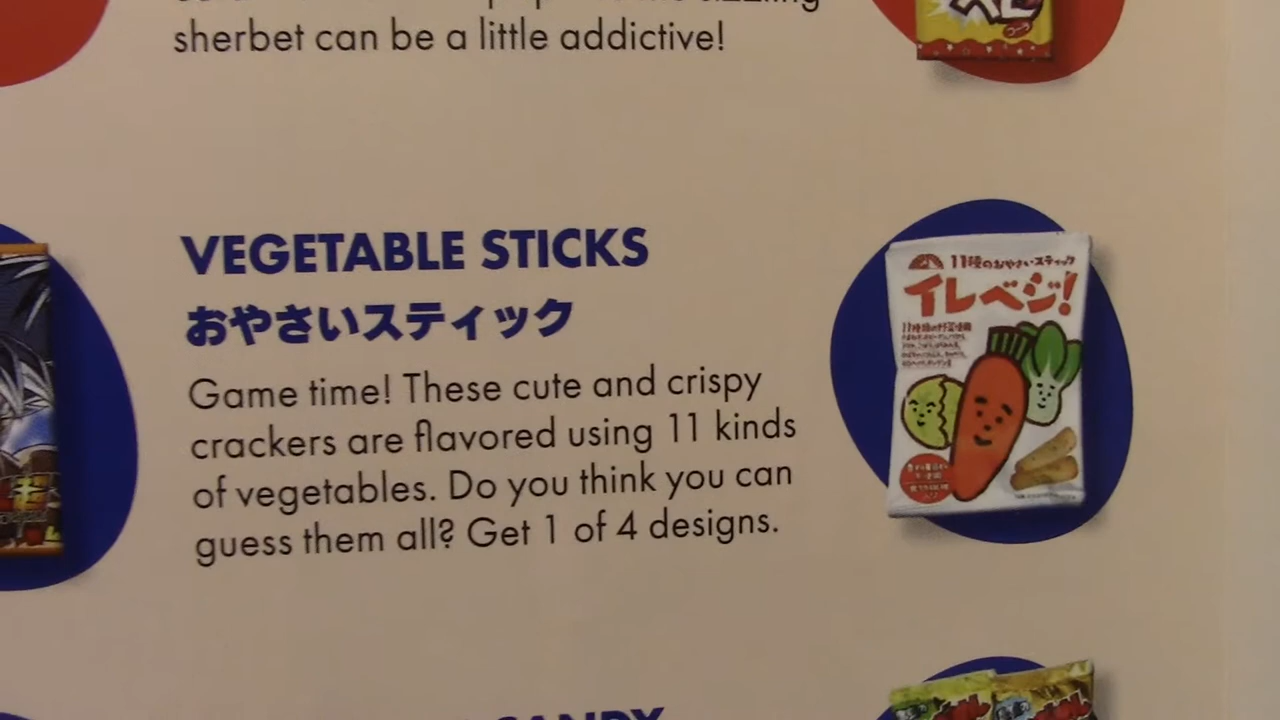 sizzling
sherbet can be a little addictive!
VEGETABLE STICKS
おやさいスティック
Game time! These cute and crispy
crackers are flavored using 11 kinds
of vegetables. Do you think you can
guess them all? Get 1 of 4 designs.
11種のおやさいスティック
イレベジ!
CANDY